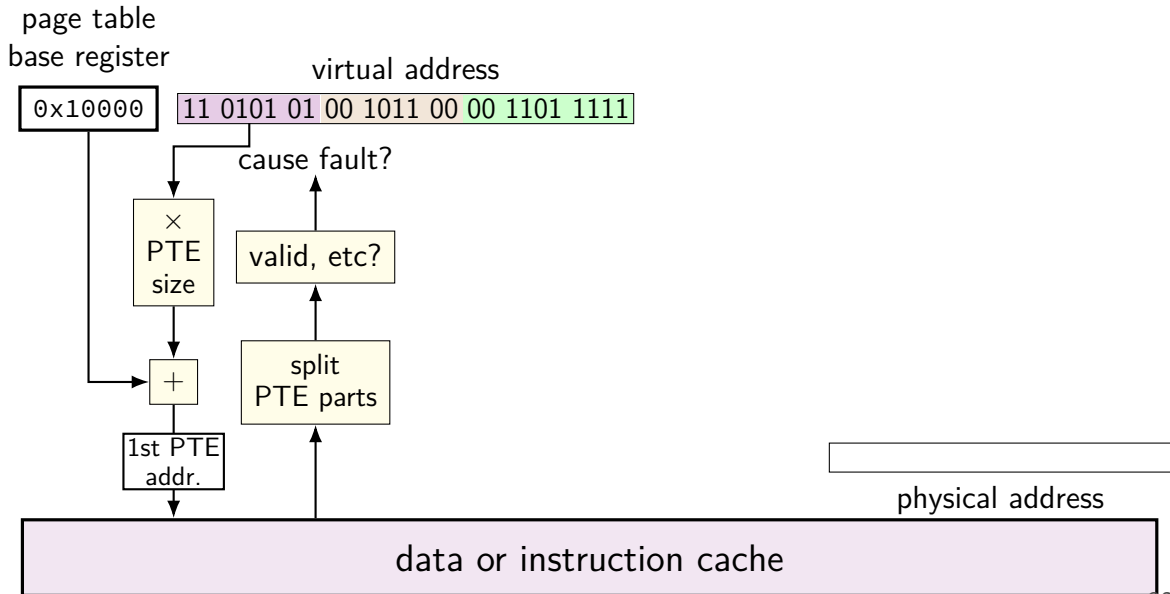 page table
base register
virtual address
0x10000
11 0101 01 00 1011 00 00 1101 1111
cause fault?
×
PTE
size
valid, etc?
split
PTE parts
+
1st PTE
addr.
physical address
data or instruction cache